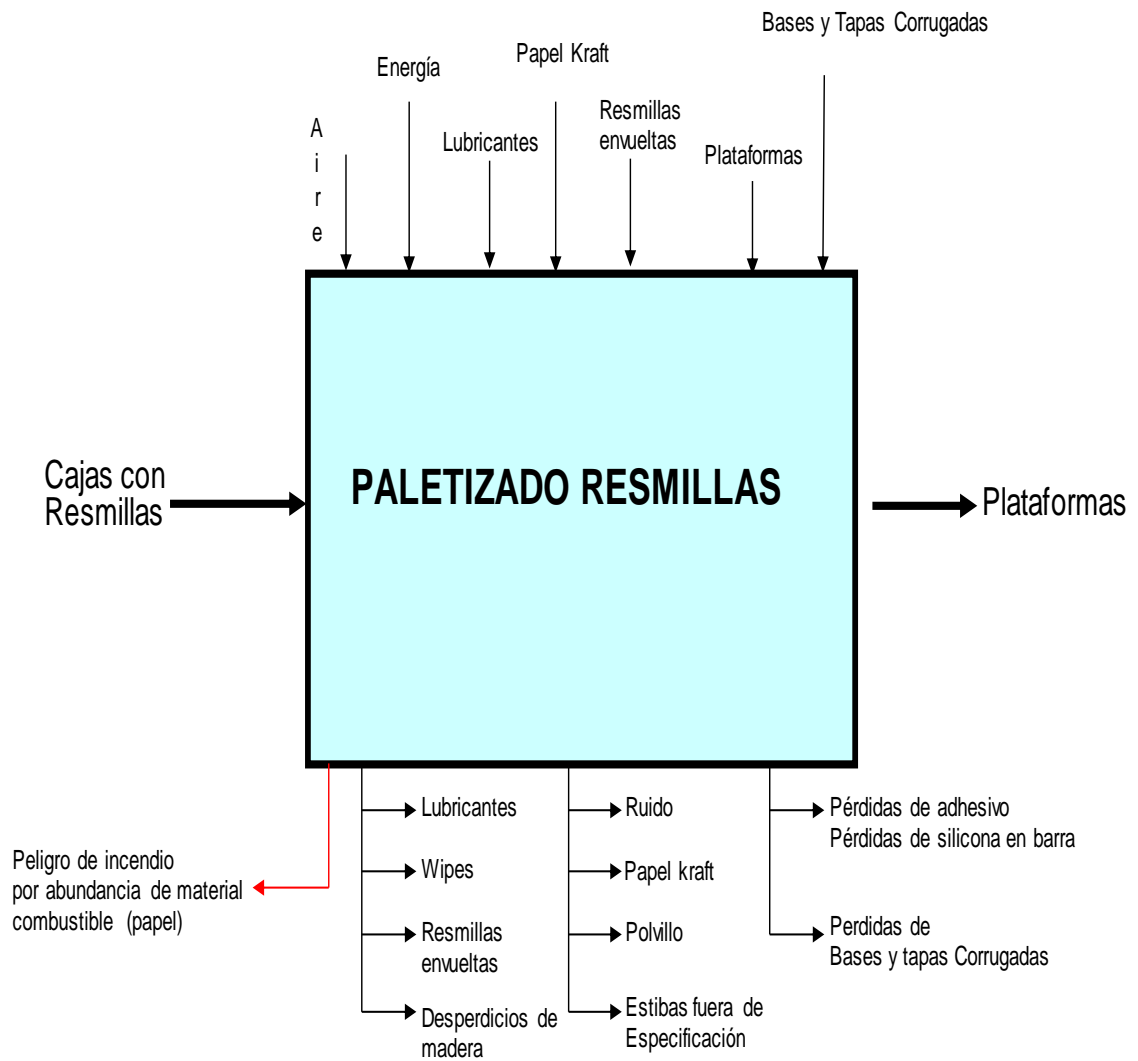 Bases y Tapas Corrugadas
Papel Kraft
Energía
Resmillas
envueltas
Aire
Lubricantes
Plataformas
Cajas con
Resmillas
PALETIZADO RESMILLAS
Plataformas
Lubricantes
Ruido
Pérdidas de adhesivo
Pérdidas de silicona en barra
Peligro de incendio
por abundancia de material
combustible (papel)
Wipes
Papel kraft
Resmillas
envueltas
Polvillo
Perdidas de
Bases y tapas Corrugadas
Desperdicios de
madera
Estibas fuera de
Especificación